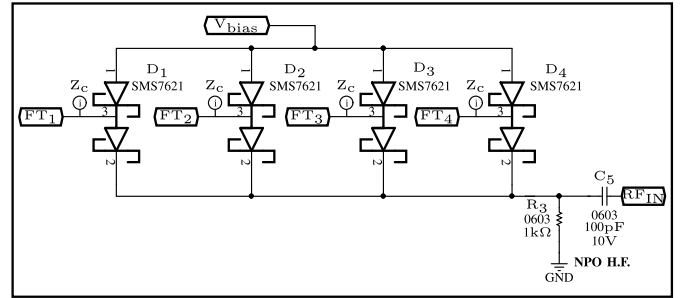 Vbias
1 1 1 1
D1 D2 D3 D4
SMS7621 SMS7621 SMS7621 SMS7621
Zc Zc Zc Zc
i i i i
FT1 3 FT2 3 FT3 3 FT4 3
2 2 2 2
C5
R3 RFIN
0603 0603
1kΩ 100pF
10V
GND NPO H.F.